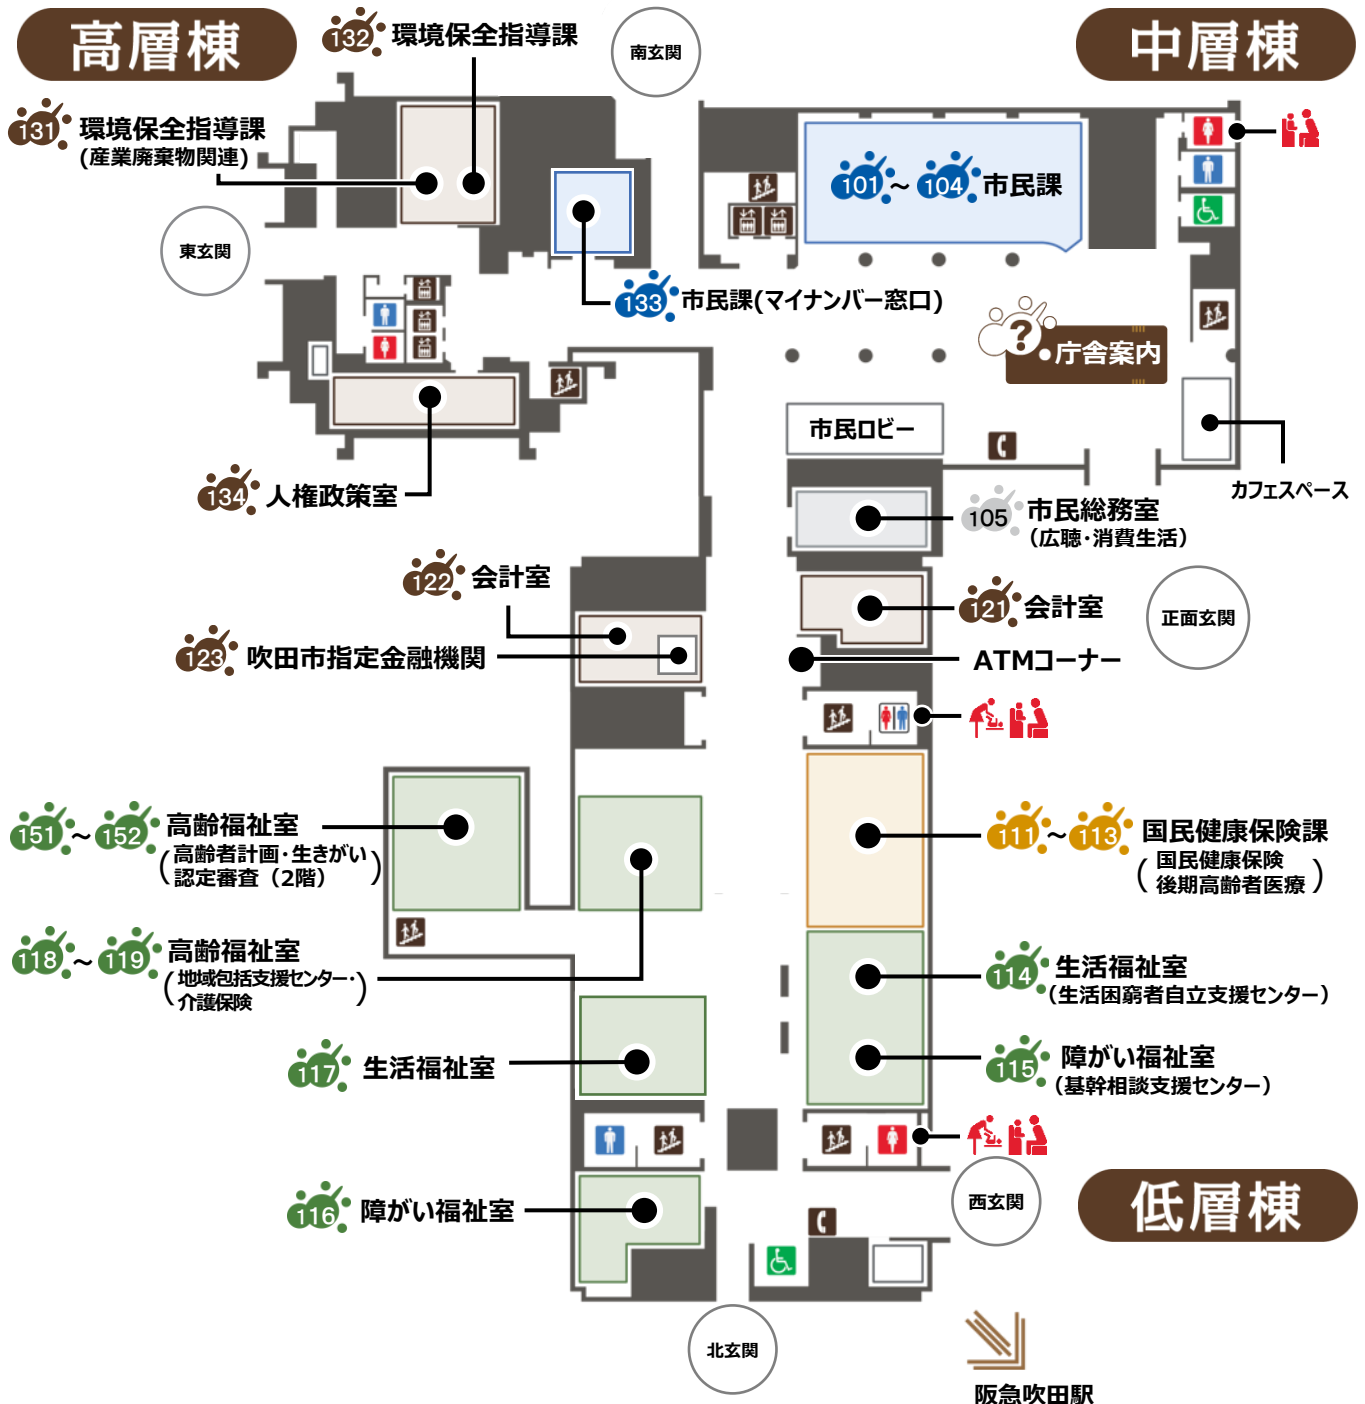 高層棟
132 環境保全指導課
南玄関
中層棟
131 環境保全指導課
(産業廃棄物関連)
101～104 市民課
東玄関
133 市民課(マイナンバー窓口)
?
庁舎案内
市民ロビー
134 人権政策室
カフェスペース
105 市民総務室
（広聴・消費生活）
122 会計室
121 会計室
正面玄関
123 吹田市指定金融機関
ATMコーナー
151～152 高齢福祉室
(高齢者計画・生きがい
認定審査（2階）)
111～113 国民健康保険課
(国民健康保険
後期高齢者医療)
118～119 高齢福祉室
(地域包括支援センター・
介護保険)
114 生活福祉室
（生活困窮者自立支援センター）
117 生活福祉室
115 障がい福祉室
（基幹相談支援センター）
116 障がい福祉室
西玄関
低層棟
北玄関
阪急吹田駅